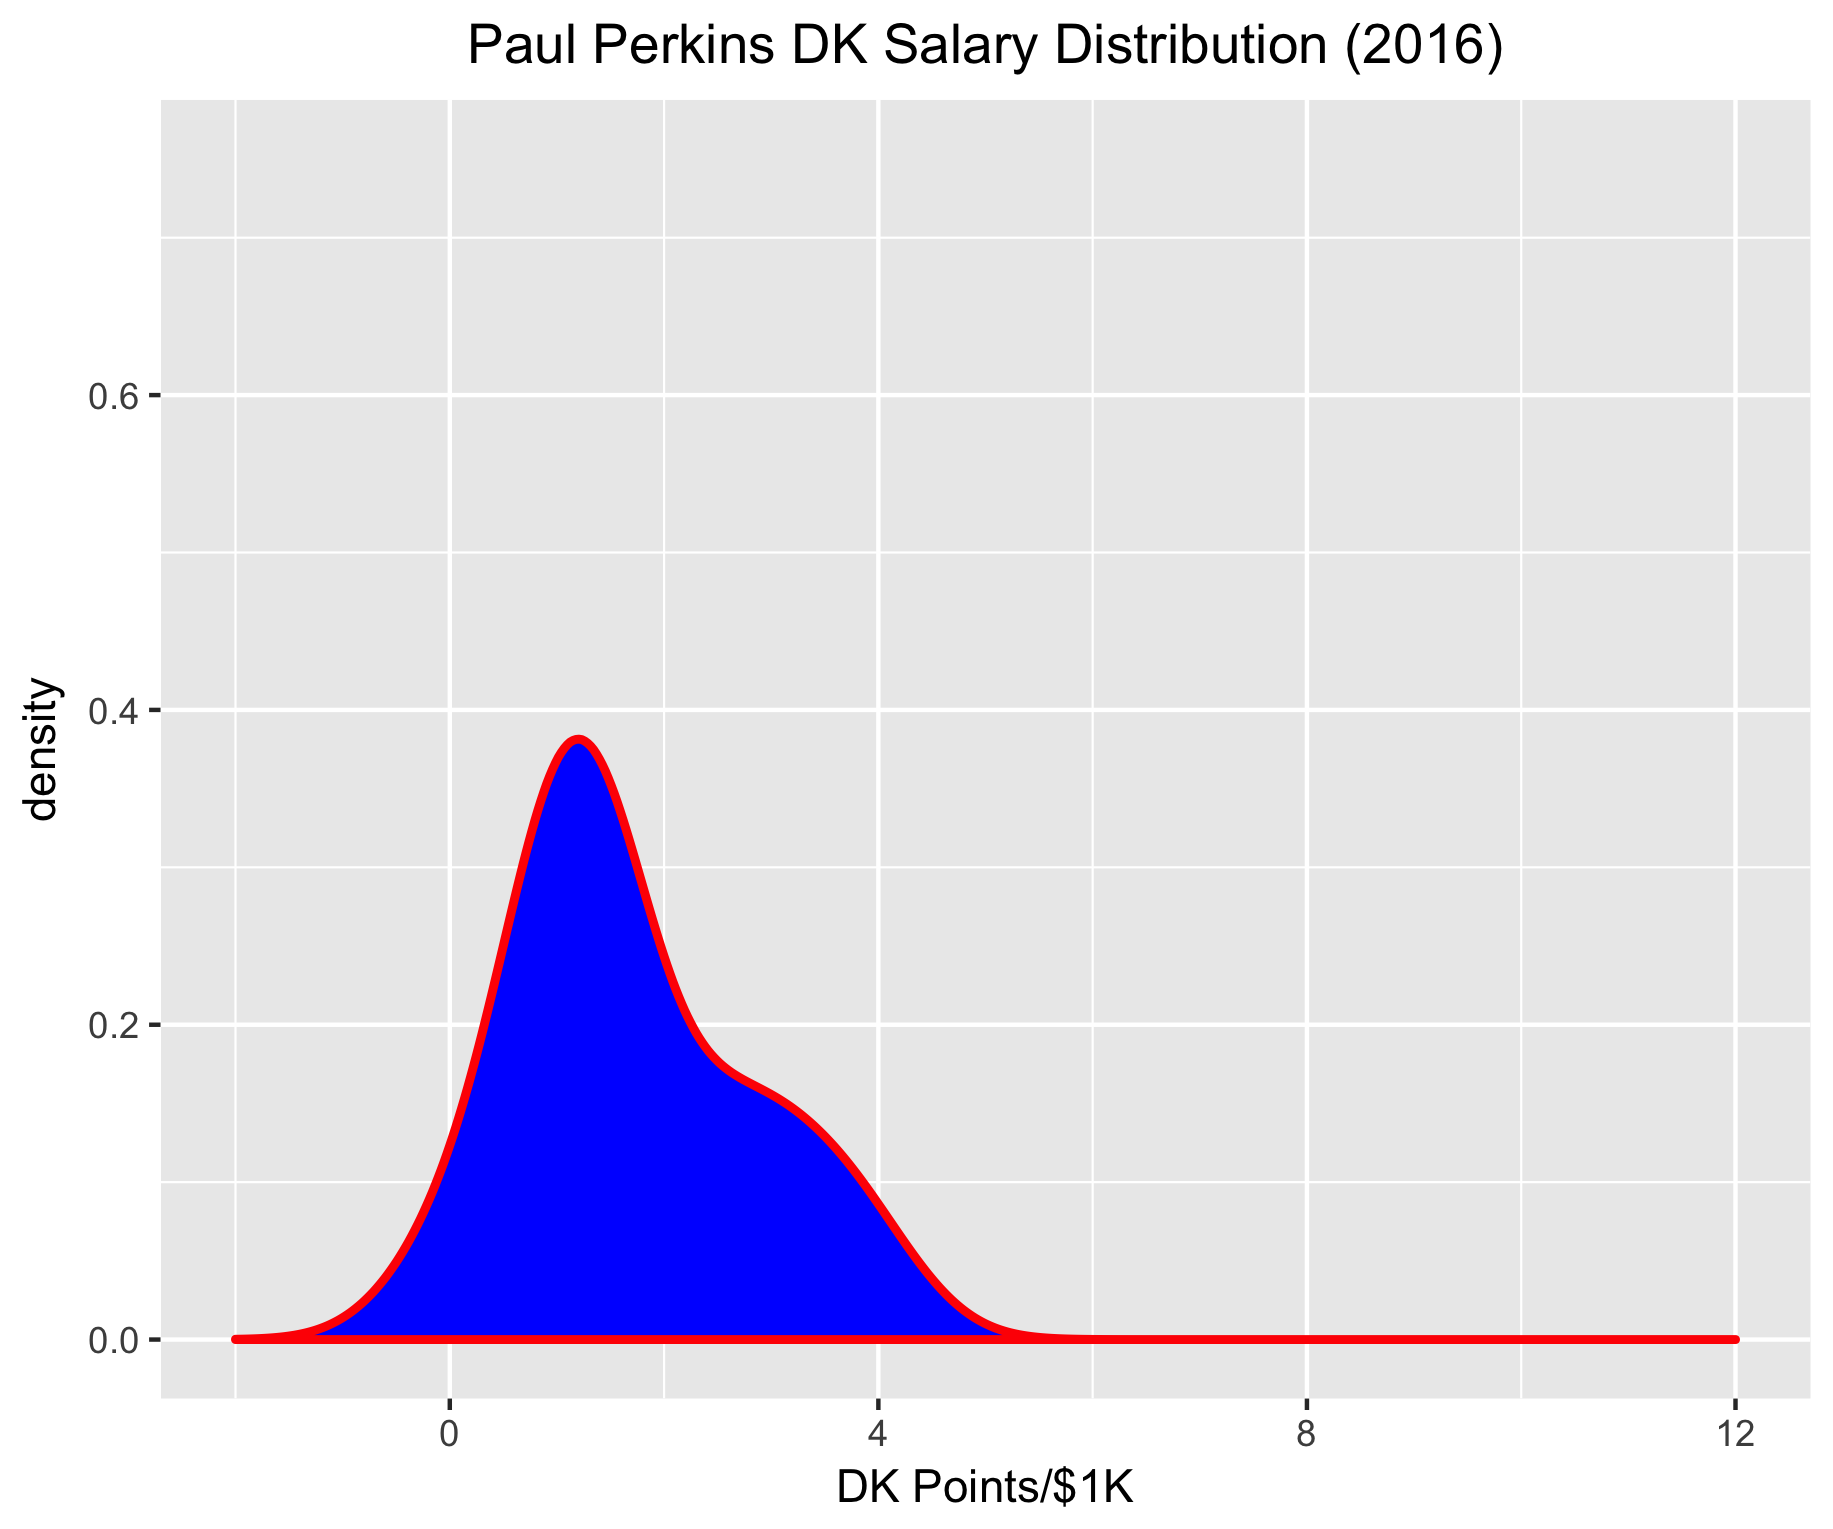 Paul Perkins DK Salary Distribution (2016)
density
0.6
0.4
0.2
0.0
0 4 8 12
DK Points/$1K